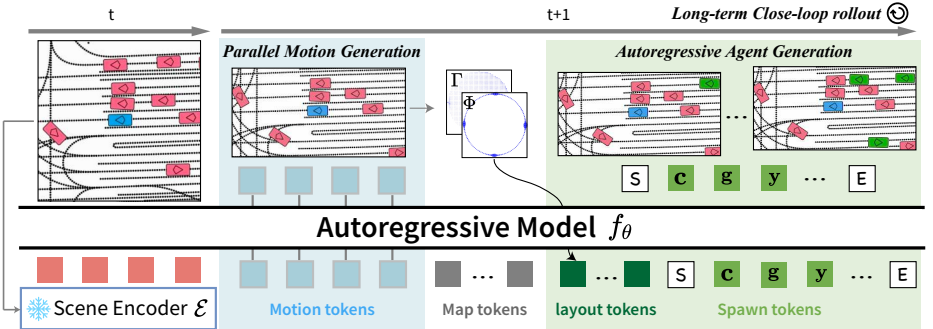 t
t+1
Long-term Close-loop rollout
Parallel Motion Generation
Autoregressive Agent Generation
Γ
Φ
...
S c g y ... E
Autoregressive Model fθ
... ... S c g y ... E
Scene Encoder ℰ
Motion tokens
Map tokens
layout tokens
Spawn tokens